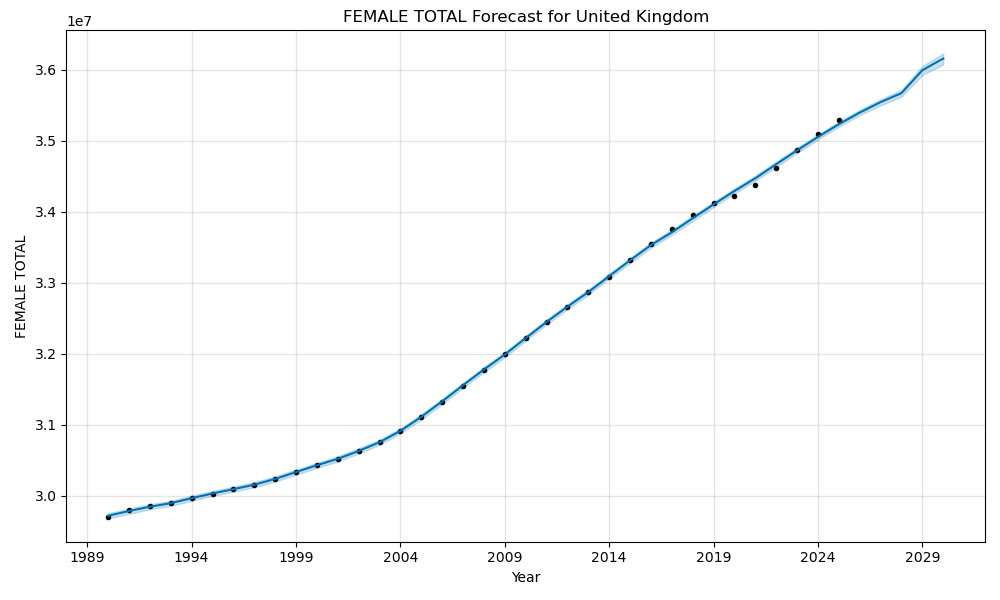 FEMALE TOTAL Forecast for United Kingdom
1e7
3.6
3.5
3.4
3.3
3.2
3.1
3.0
FEMALE TOTAL
1989 1994 1999 2004 2009 2014 2019 2024 2029
Year